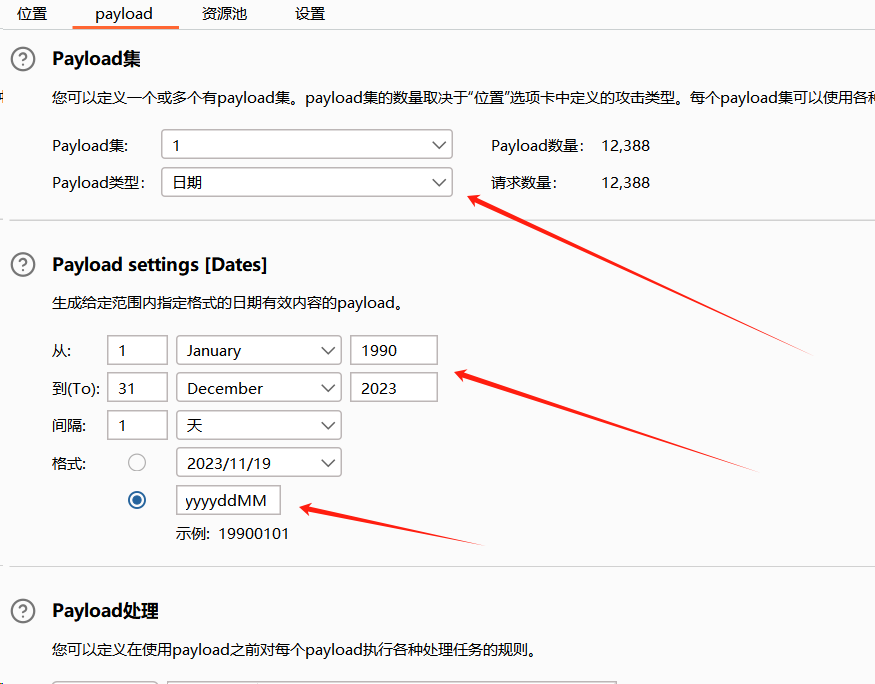 位置 payload 资源池 设置
Payload集
您可以定义一个或多个有payload集。payload集的数量取决于“位置”选项卡中定义的攻击类型。每个payload集可以使用各
Payload集: 1 Payload数量: 12,388
Payload类型: 日期 请求数量: 12,388
Payload settings [Dates]
生成给定范围内指定格式的日期有效内容的payload。
从: 1 January 1990
到(To): 31 December 2023
间隔: 1 天
格式: 2023/11/19
yyyyddMM
示例: 19900101
Payload处理
您可以定义在使用payload之前对每个payload执行各种处理任务的规则。